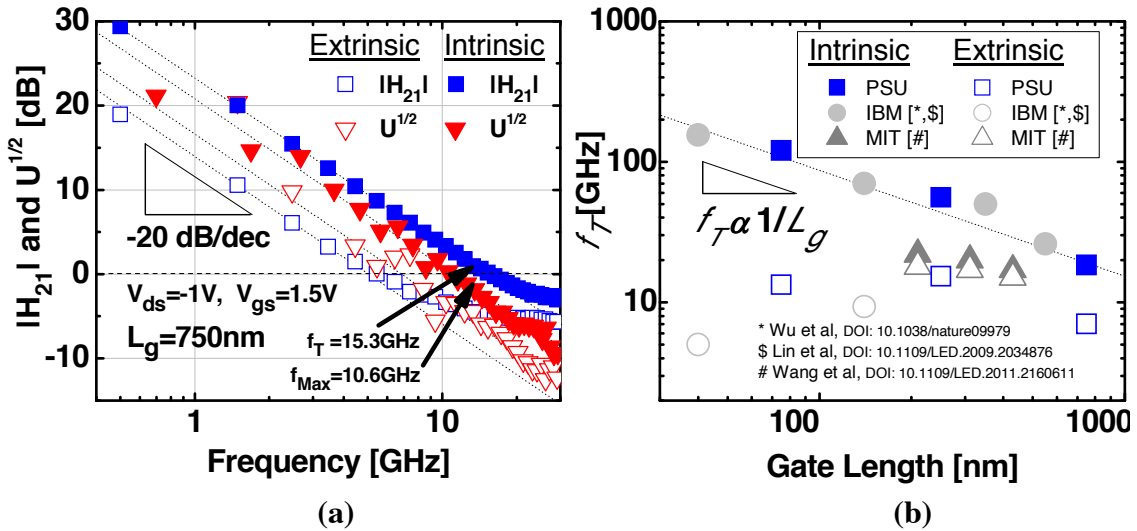 30
20
10
0
-10
|H21| and U1/2 [dB]
Extrinsic Intrinsic
|H21| |H21|
U1/2 U1/2
-20 dB/dec
Vds=-1V, Vgs=1.5V
Lg=750nm
fT=15.3GHz
fMax=10.6GHz
1 10
Frequency [GHz]
(a)
1000
100
10
fT[GHz]
Intrinsic Extrinsic
PSU PSU
IBM [*,$] IBM [*,$]
MIT [#] MIT [#]
fT α 1/Lg
* Wu et al, DOI: 10.1038/nature09979
$ Lin et al, DOI: 10.1109/LED.2009.2034876
# Wang et al, DOI: 10.1109/LED.2011.2160611
100 1000
Gate Length [nm]
(b)